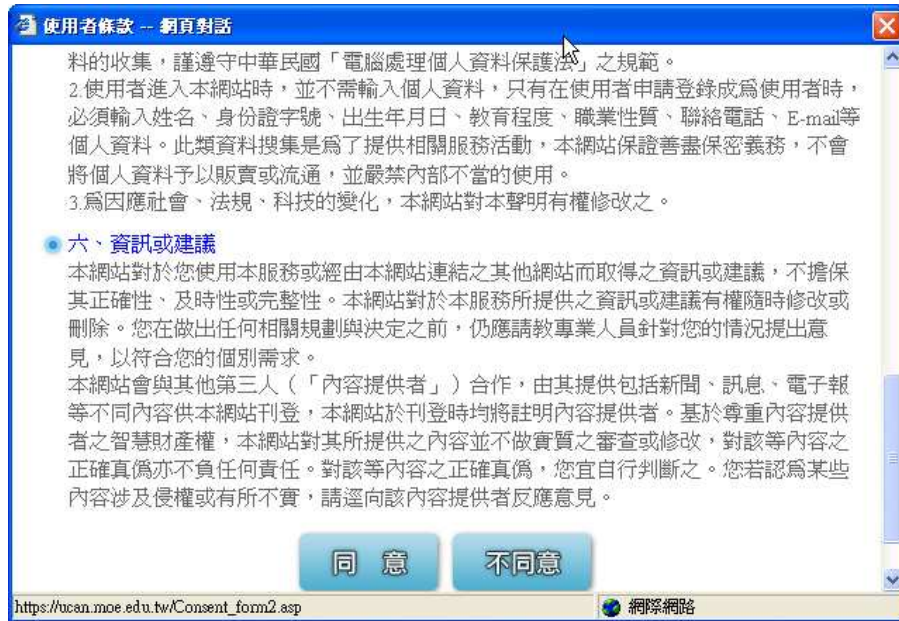 使用者條款 -- 網頁對話
料的收集，謹遵守中華民國「電腦處理個人資料保護法」之規範。
2.使用者進入本網站時，並不需輸入個人資料，只有在使用者申請登錄成為使用者時，
必須輸入姓名、身份證字號、出生年月日、教育程度、職業性質、聯絡電話、E-mail等
個人資料。此類資料搜集是為了提供相關服務活動，本網站保證善盡保密義務，不會
將個人資料予以販賣或流通，並嚴禁內部不當的使用。
3.為因應社會、法規、科技的變化，本網站對本聲明有權修改之。
六、資訊或建議
本網站對於您使用本服務或經由本網站連結之其他網站而取得之資訊或建議，不擔保
其正確性、及時性或完整性。本網站對於本服務所提供之資訊或建議有權隨時修改或
刪除。您在做出任何相關規劃與決定之前，仍應請教專業人員針對您的情況提出意
見，以符合您的個別需求。
本網站會與其他第三人（「內容提供者」）合作，由其提供包括新聞、訊息、電子報
等不同內容供本網站刊登，本網站於刊登時均將註明內容提供者。基於尊重內容提供
者之智慧財產權，本網站對其所提供之內容並不做實質之審查或修改，對該等內容之
正確真偽亦不負任何責任。對該等內容之正確真偽，您宜自行判斷之。您若認為某些
內容涉及侵權或有所不實，請逕向該內容提供者反應意見。
同 意
不同意
https://ucan.moe.edu.tw/Consent_form2.asp
網際網路